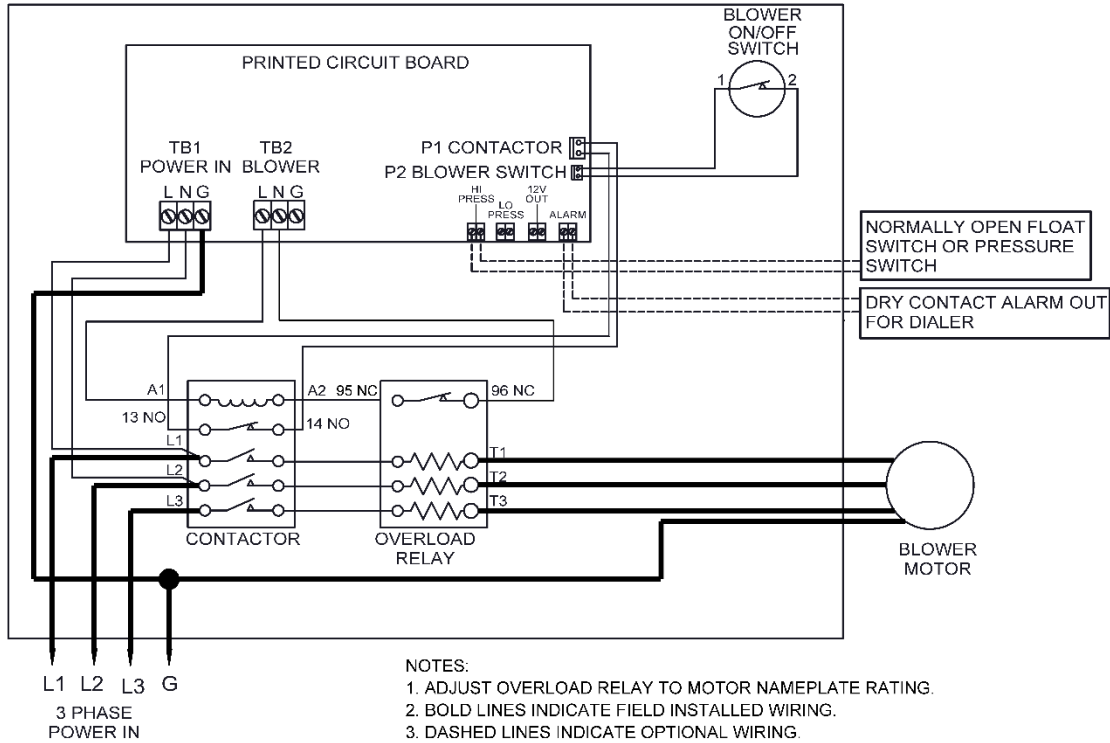 BLOWER
ON/OFF
SWITCH
1
2
PRINTED CIRCUIT BOARD
TB1
POWER IN
L N G
TB2
BLOWER
L N G
P1 CONTACTOR
P2 BLOWER SWITCH
HI
PRESS
LO
PRESS
12V
OUT
ALARM
NORMALLY OPEN FLOAT
SWITCH OR PRESSURE
SWITCH
DRY CONTACT ALARM OUT
FOR DIALER
A1
A2
95 NC
96 NC
13 NO
14 NO
L1
L2
L3
T1
T2
T3
CONTACTOR
OVERLOAD
RELAY
BLOWER
MOTOR
L1 L2 L3 G
3 PHASE
POWER IN
NOTES:
1. ADJUST OVERLOAD RELAY TO MOTOR NAMEPLATE RATING.
2. BOLD LINES INDICATE FIELD INSTALLED WIRING.
3. DASHED LINES INDICATE OPTIONAL WIRING.